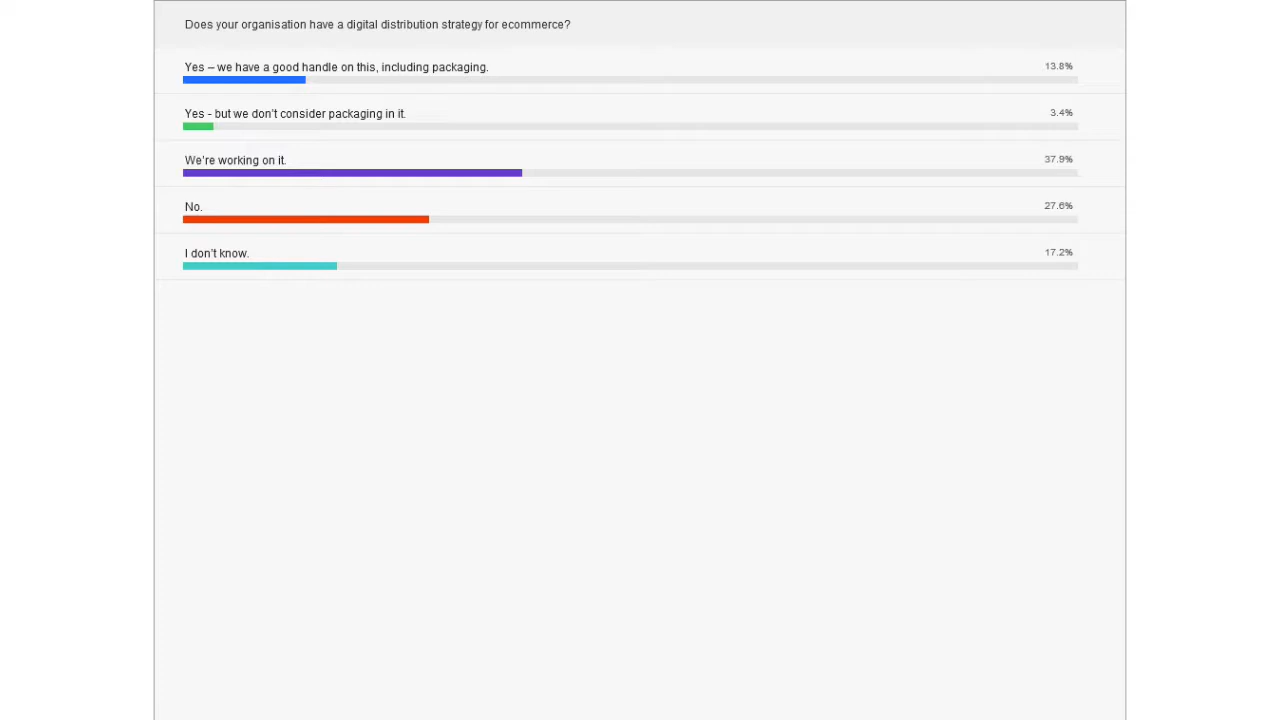 Does your organisation have a digital distribution strategy for ecommerce?
Yes – we have a good handle on this, including packaging. 13.8%
Yes - but we don't consider packaging in it. 3.4%
We're working on it. 37.9%
No. 27.6%
I don't know. 17.2%